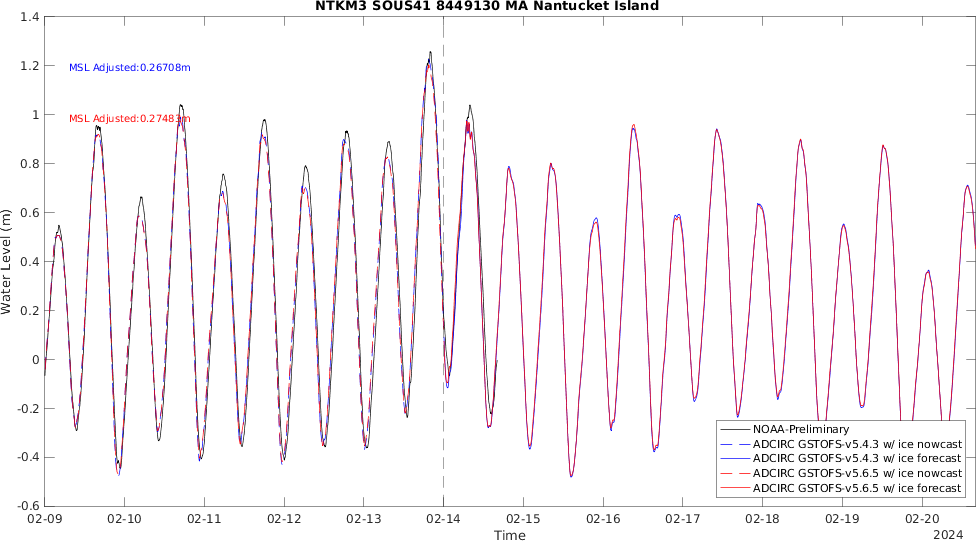 NTKM3 SOUS41 8449130 MA Nantucket Island
1.4
1.2
1
0.8
0.6
0.4
0.2
0
-0.2
-0.4
-0.6
Water Level (m)
MSL Adjusted:0.26708m
MSL Adjusted:0.27483m
NOAA-Preliminary
ADCIRC GSTOFS-v5.4.3 w/ ice nowcast
ADCIRC GSTOFS-v5.4.3 w/ ice forecast
ADCIRC GSTOFS-v5.6.5 w/ ice nowcast
ADCIRC GSTOFS-v5.6.5 w/ ice forecast
02-09 02-10 02-11 02-12 02-13 02-14 02-15 02-16 02-17 02-18 02-19 02-20
Time
2024